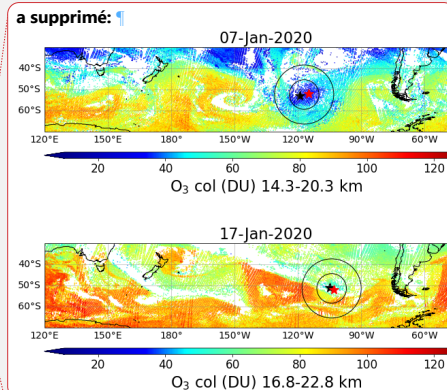 a supprimé: ¶
07-Jan-2020
40°S
50°S
60°S
120°E 150°E 180° 150°W 120°W 90°W 60°W
20 40 60 80 100 120
O₃ col (DU) 14.3-20.3 km
17-Jan-2020
40°S
50°S
60°S
120°E 150°E 180° 150°W 120°W 90°W 60°W
20 40 60 80 100 120
O₃ col (DU) 16.8-22.8 km